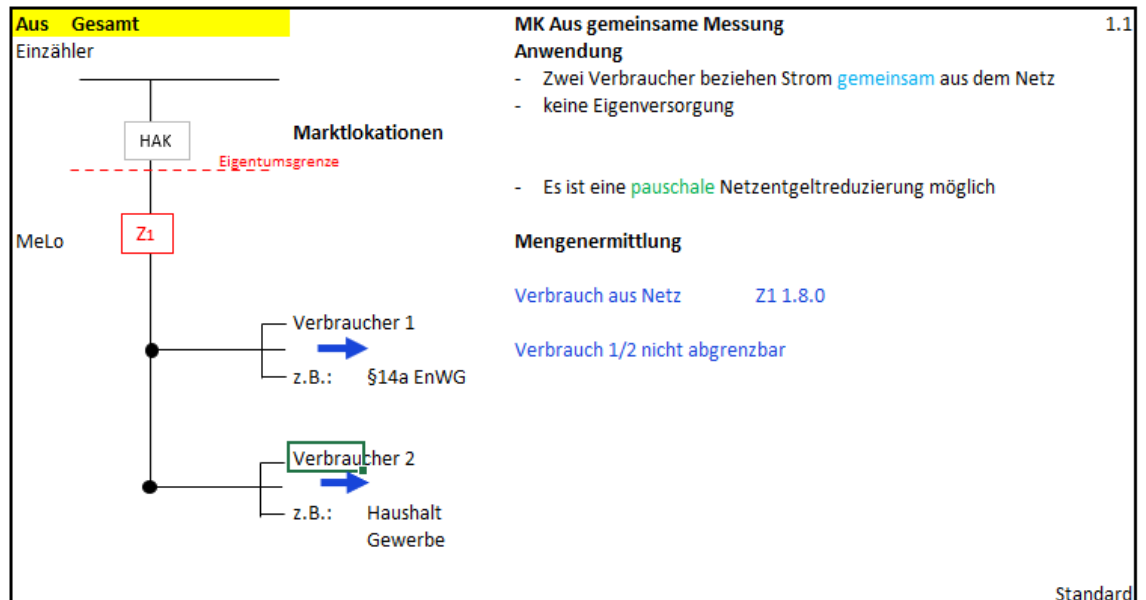 Aus Gesamt
Einzähler
HAK
Marktlokationen
Eigentumsgrenze
MeLo
Z1
Verbraucher 1
z.B.: §14a EnWG
Verbraucher 2
z.B.: Haushalt
Gewerbe
MK Aus gemeinsame Messung 1.1
Anwendung
- Zwei Verbraucher beziehen Strom gemeinsam aus dem Netz
- keine Eigenversorgung
- Es ist eine pauschale Netzentgeltreduzierung möglich
Mengenermittlung
Verbrauch aus Netz Z1 1.8.0
Verbrauch 1/2 nicht abgrenzbar
Standard